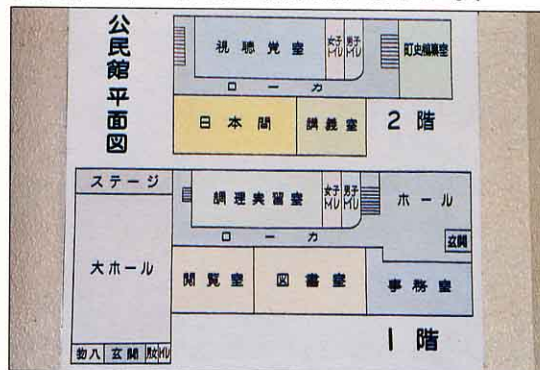 公民館平面図
視聴覚室
女子トイレ
男子トイレ
町史編纂室
ローカ
日本間
講義室
2階
ステージ
調理実習室
女子トイレ
男子トイレ
ホール
ローカ
玄関
大ホール
閲覧室
図書室
事務室
玄関
1階